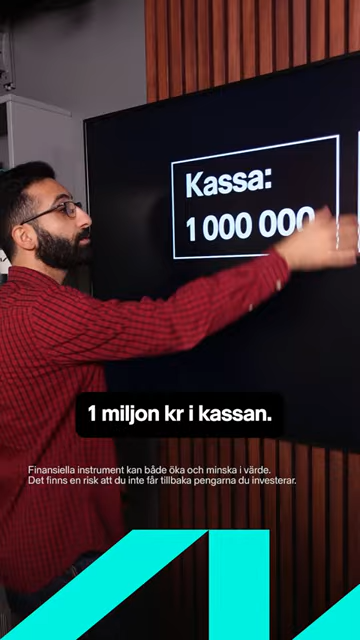 Kassa:
1 000 000
1 miljon kr i kassan.
Finansiella instrument kan både öka och minska i värde.
Det finns en risk att du inte får tillbaka pengarna du investerar.